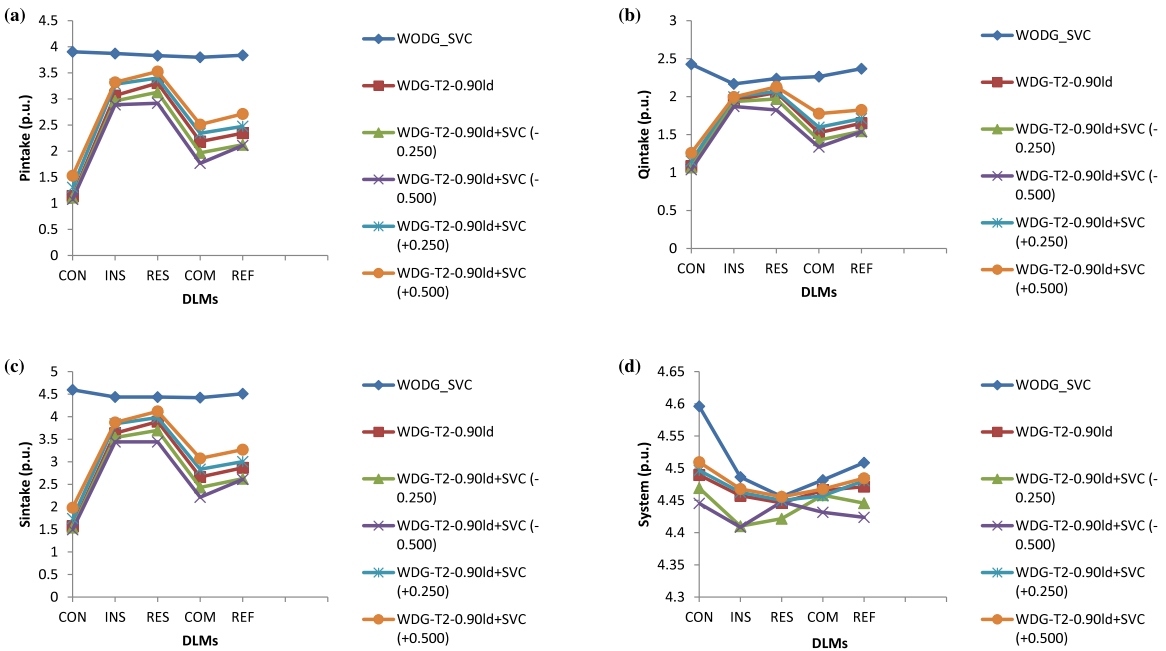 (a)
4.5
4
3.5
3
2.5
2
1.5
1
0.5
0
Pintake (p.u.)
CON INS RES COM REF
DLMs
WODG_SVC
WDG-T2-0.90ld
WDG-T2-0.90ld+SVC (-
0.250)
WDG-T2-0.90ld+SVC (-
0.500)
WDG-T2-0.90ld+SVC
(+0.250)
WDG-T2-0.90ld+SVC
(+0.500)
(b)
3
2.5
2
1.5
1
0.5
0
Qintake (p.u.)
CON INS RES COM REF
DLMs
WODG_SVC
WDG-T2-0.90ld
WDG-T2-0.90ld+SVC (-
0.250)
WDG-T2-0.90ld+SVC (-
0.500)
WDG-T2-0.90ld+SVC
(+0.250)
WDG-T2-0.90ld+SVC
(+0.500)
(c)
5
4.5
4
3.5
3
2.5
2
1.5
1
0.5
0
Sintake (p.u.)
CON INS RES COM REF
DLMs
WODG_SVC
WDG-T2-0.90ld
WDG-T2-0.90ld+SVC (-
0.250)
WDG-T2-0.90ld+SVC (-
0.500)
WDG-T2-0.90ld+SVC
(+0.250)
WDG-T2-0.90ld+SVC
(+0.500)
(d)
4.65
4.6
4.55
4.5
4.45
4.4
4.35
4.3
System (p.u.)
CON INS RES COM REF
DLMs
WODG_SVC
WDG-T2-0.90ld
WDG-T2-0.90ld+SVC (-
0.250)
WDG-T2-0.90ld+SVC (-
0.500)
WDG-T2-0.90ld+SVC
(+0.250)
WDG-T2-0.90ld+SVC
(+0.500)